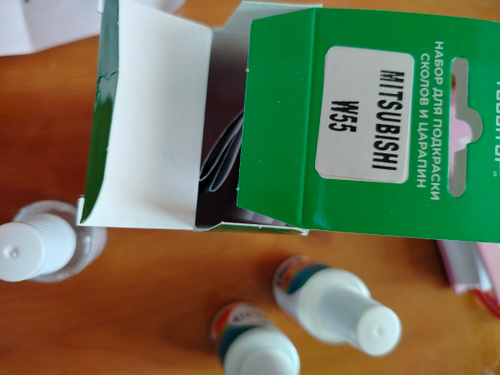 НАБОР ДЛЯ ПОДКРАСКИ
СКОЛОВ И ЦАРАПИН
MITSUBISHI
W55